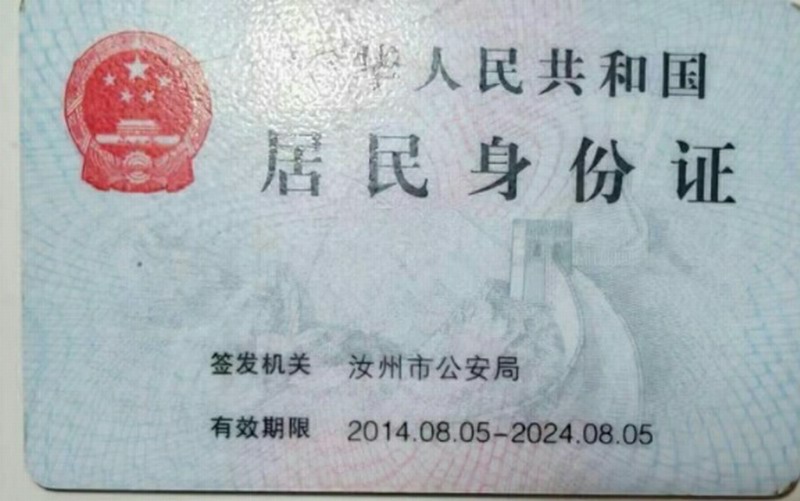 华人民共和国
居民身份证
签发机关 汝州市公安局
有效期限 2014.08.05-2024.08.05